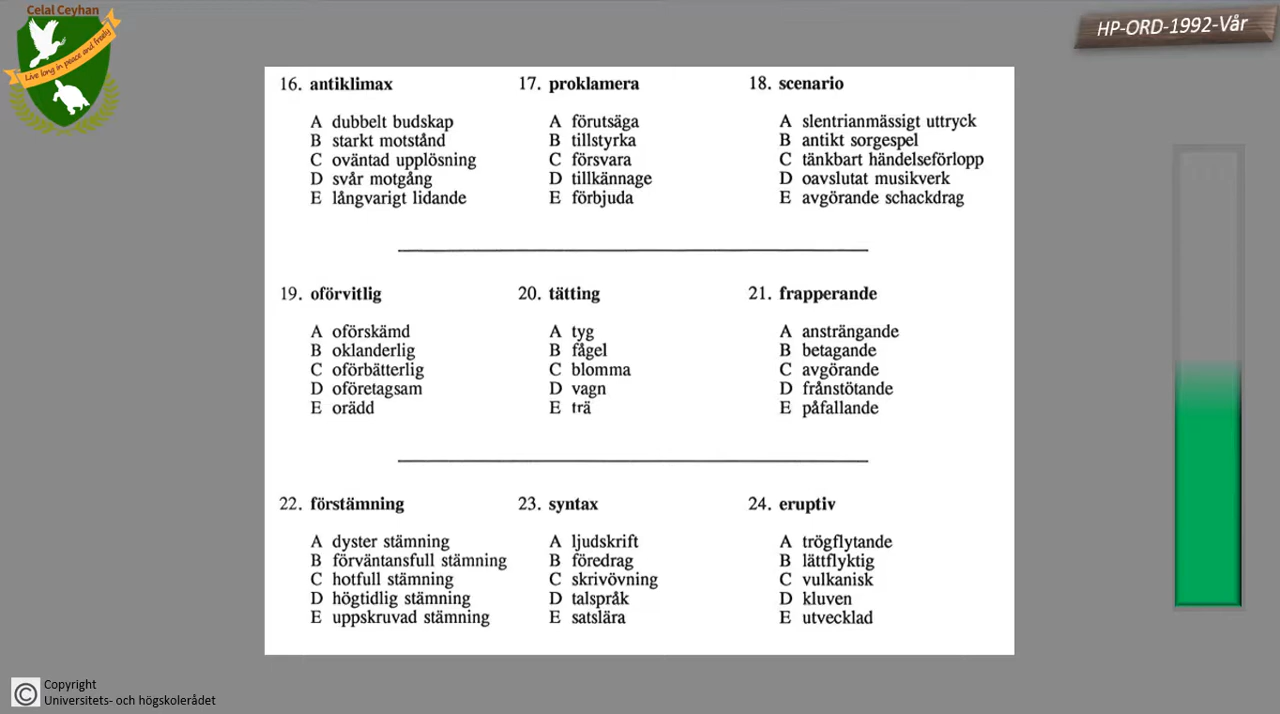 Celal Ceyhan
Live long in peace and freely
HP-ORD-1992-Vår
16. antiklimax
A dubbelt budskap
B starkt motstånd
C oväntad upplösning
D svår motgång
E långvarigt lidande
17. proklamera
A förutsäga
B tillstyrka
C försvara
D tillkännage
E förbjuda
18. scenario
A slentrianmässigt uttryck
B antikt sorgespel
C tänkbart händelseförlopp
D oavslutat musikverk
E avgörande schackdrag
19. oförvitlig
A oförskämd
B oklanderlig
C oförbätterlig
D oföretagsam
E orädd
20. tätting
A tyg
B fågel
C blomma
D vagn
E trä
21. frapperande
A ansträngande
B betagande
C avgörande
D frånstötande
E påfallande
22. förstämning
A dyster stämning
B förväntansfull stämning
C hotfull stämning
D högtidlig stämning
E uppskruvad stämning
23. syntax
A ljudskrift
B föredrag
C skrivövning
D talspråk
E satslära
24. eruptiv
A trögflytande
B lättflyktig
C vulkanisk
D kluven
E utvecklad
© Copyright
Universitets- och högskolerådet